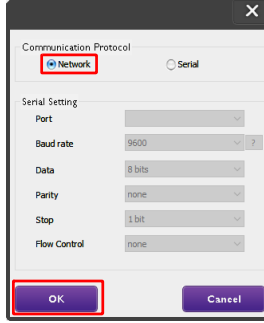 Communication Protocol
Network Serial
Serial Setting
Port
Baud rate 9600 ?
Data 8 bits
Parity none
Stop 1 bit
Flow Control none
OK Cancel